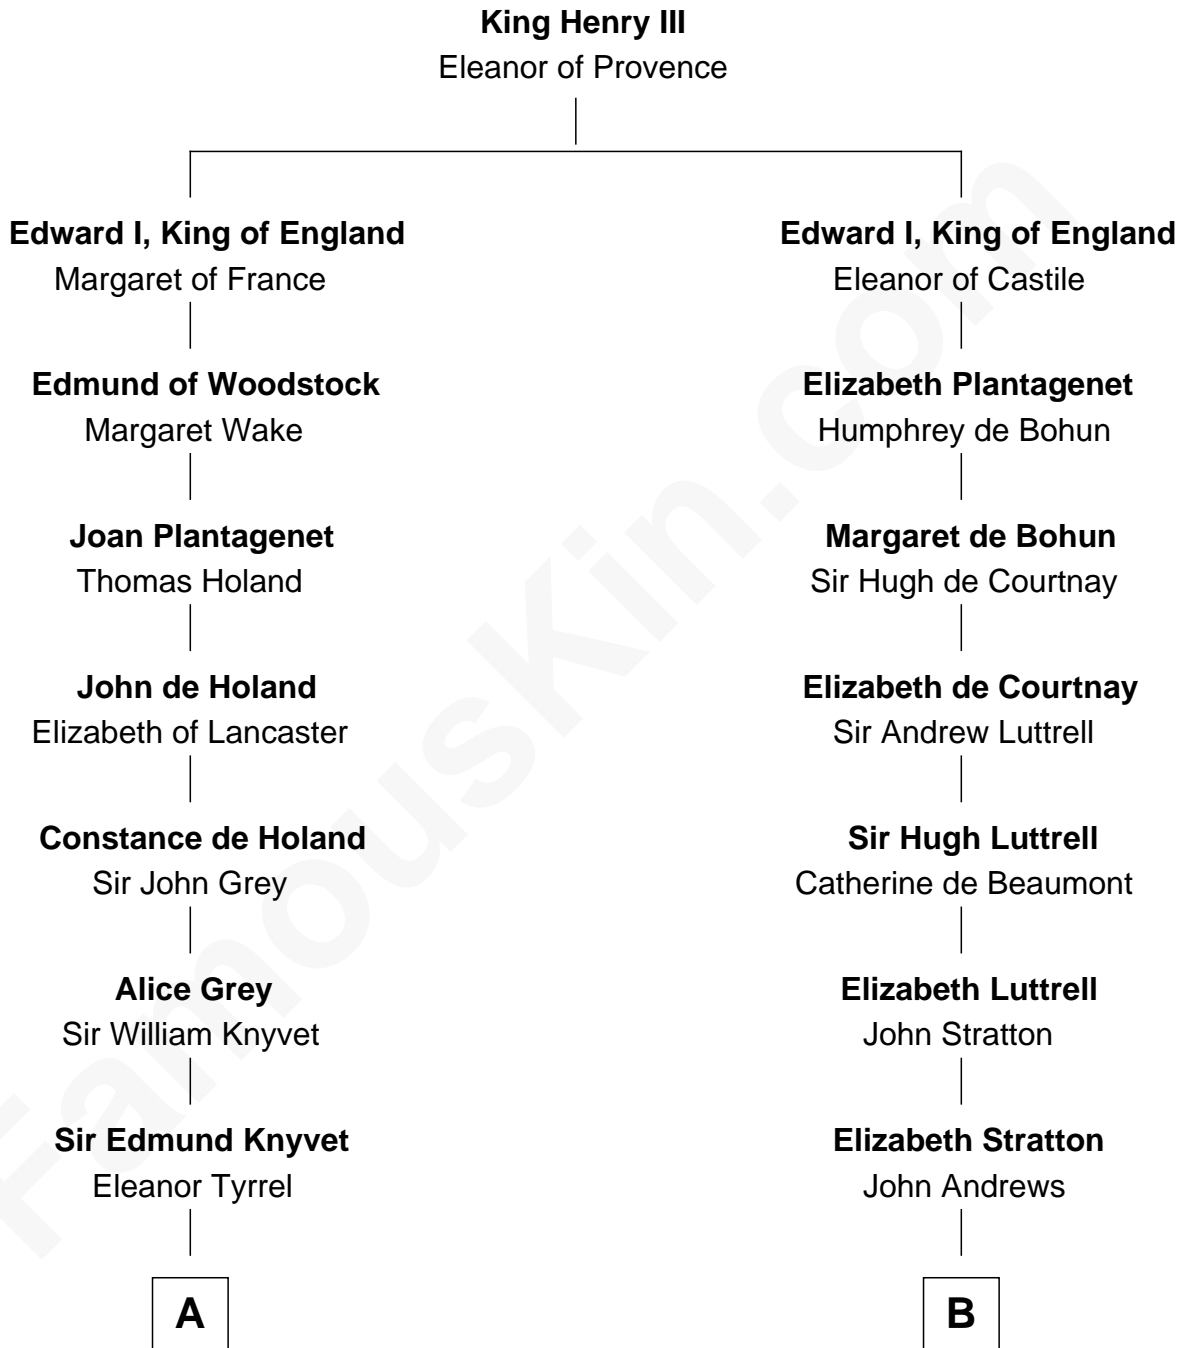 King Henry III
Eleanor of Provence
Edward I, King of England
Margaret of France
Edward I, King of England
Eleanor of Castile
Edmund of Woodstock
Margaret Wake
Elizabeth Plantagenet
Humphrey de Bohun
Joan Plantagenet
Thomas Holand
Margaret de Bohun
Sir Hugh de Courtnay
John de Holand
Elizabeth of Lancaster
Elizabeth de Courtnay
Sir Andrew Luttrell
Constance de Holand
Sir John Grey
Sir Hugh Luttrell
Catherine de Beaumont
Alice Grey
Sir William Knyvet
Elizabeth Luttrell
John Stratton
Sir Edmund Knyvet
Eleanor Tyrrel
Elizabeth Stratton
John Andrews
A
B
FamousKin.com